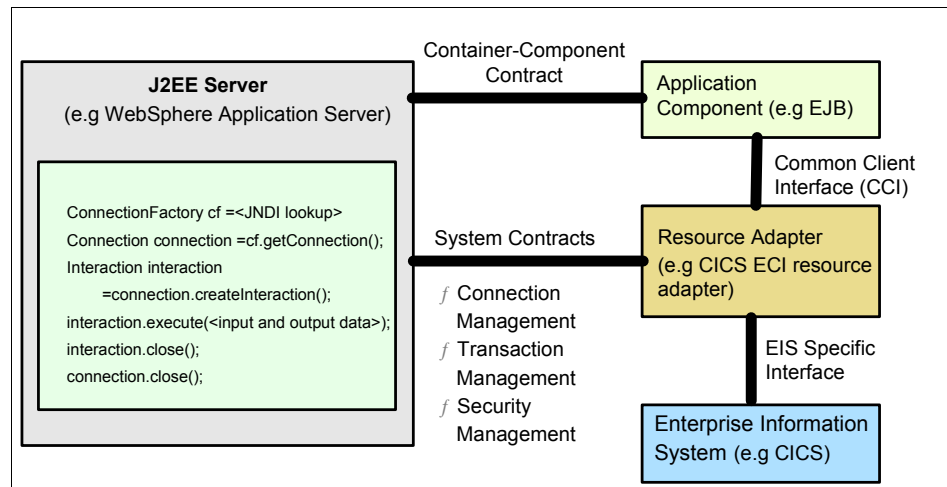 Container-Component
Contract
J2EE Server
(e.g WebSphere Application Server)
Application
Component (e.g EJB)
Common Client
Interface (CCI)
ConnectionFactory cf =<JNDI lookup>
Connection connection =cf.getConnection();
Interaction interaction
=connection.createInteraction();
interaction.execute(<input and output data>);
interaction.close();
connection.close();
System Contracts
ƒ Connection
Management
ƒ Transaction
Management
ƒ Security
Management
Resource Adapter
(e.g CICS ECI resource
adapter)
EIS Specific
Interface
Enterprise Information
System (e.g CICS)